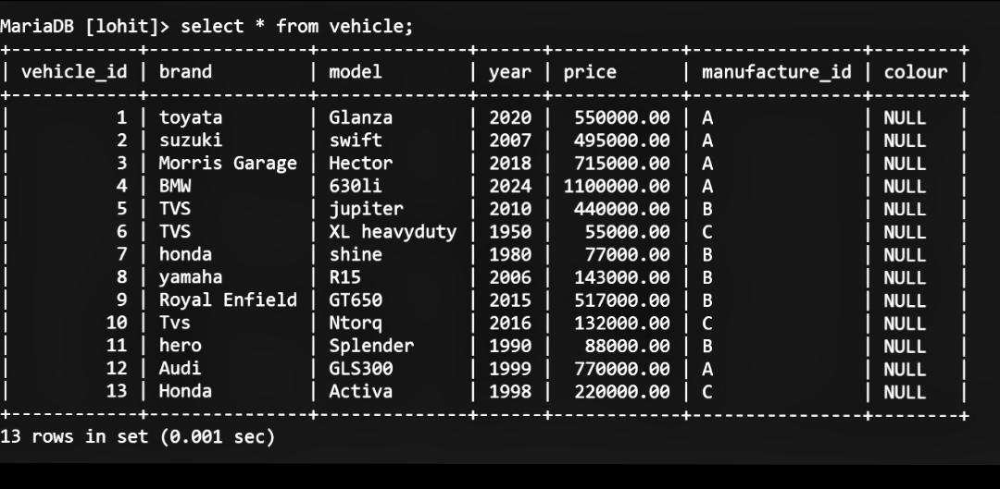 MariaDB [lohit]> select * from vehicle;
+------------+---------------+--------------+------+------------+----------------+--------+
| vehicle_id | brand         | model        | year | price      | manufacture_id | colour |
+------------+---------------+--------------+------+------------+----------------+--------+
|          1 | toyata        | Glanza       | 2020 |  550000.00 | A              | NULL   |
|          2 | suzuki        | swift        | 2007 |  495000.00 | A              | NULL   |
|          3 | Morris Garage | Hector       | 2018 |  715000.00 | A              | NULL   |
|          4 | BMW           | 630li        | 2024 | 1100000.00 | A              | NULL   |
|          5 | TVS           | jupiter      | 2010 |  440000.00 | B              | NULL   |
|          6 | TVS           | XL heavyduty | 1950 |   55000.00 | C              | NULL   |
|          7 | honda         | shine        | 1980 |   77000.00 | B              | NULL   |
|          8 | yamaha        | R15          | 2006 |  143000.00 | B              | NULL   |
|          9 | Royal Enfield | GT650        | 2015 |  517000.00 | B              | NULL   |
|         10 | Tvs           | Ntorq        | 2016 |  132000.00 | C              | NULL   |
|         11 | hero          | Splender     | 1990 |   88000.00 | B              | NULL   |
|         12 | Audi          | GLS300       | 1999 |  770000.00 | A              | NULL   |
|         13 | Honda         | Activa       | 1998 |  220000.00 | C              | NULL   |
+------------+---------------+--------------+------+------------+----------------+--------+
13 rows in set (0.001 sec)